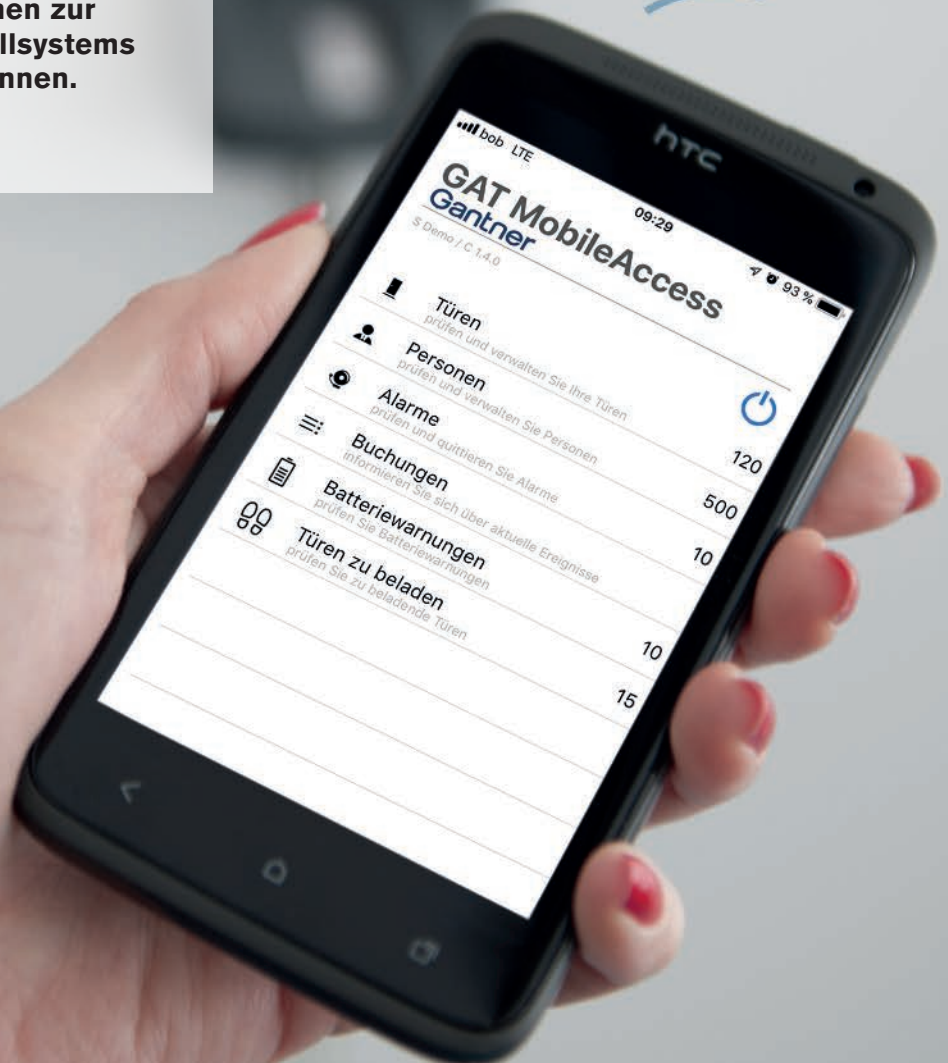 nen zur
llsystems
nnen.
hTC
bob LTE
09:29
93 %
GAT MobileAccess
Gantner
S Demo / C 1.4.0
Türen
prüfen und verwalten Sie Ihre Türen
120
Personen
prüfen und verwalten Sie Personen
500
Alarme
prüfen und quittieren Sie Alarme
10
Buchungen
informieren Sie sich über aktuelle Ereignisse
Batteriewarnungen
prüfen Sie Batteriewarnungen
10
Türen zu beladen
prüfen Sie zu beladende Türen
15